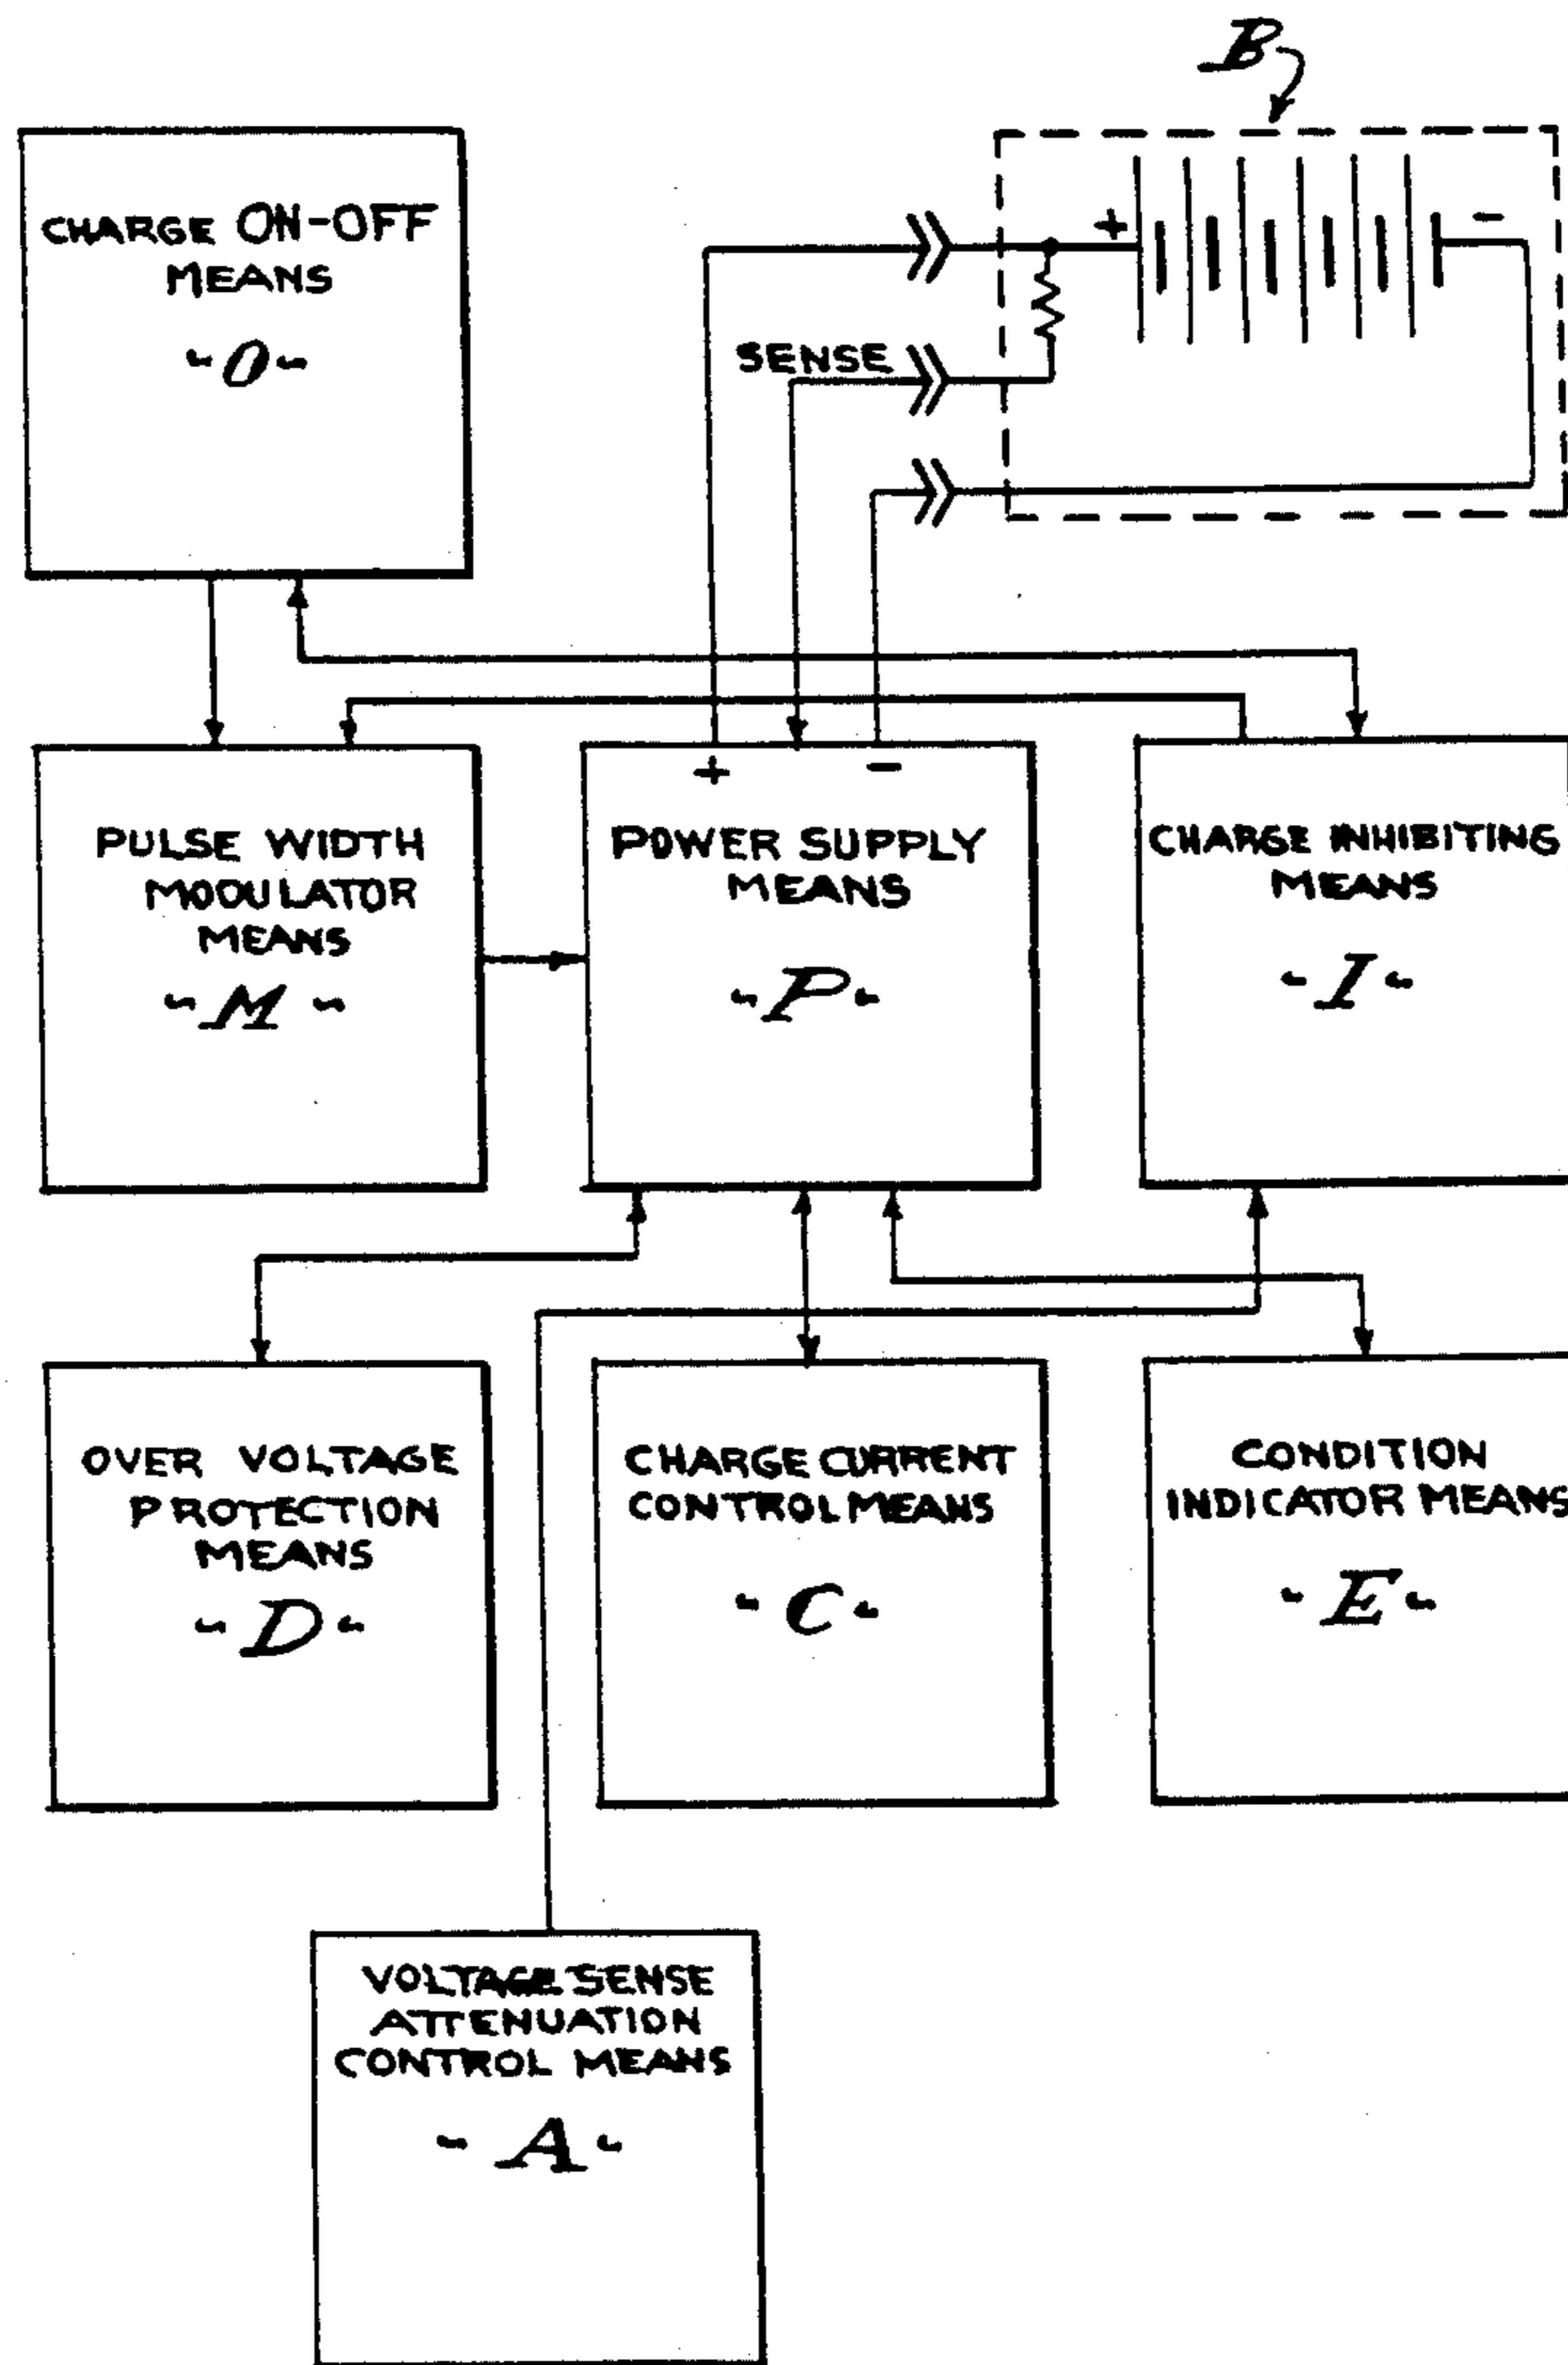 B
CHARGE ON-OFF
MEANS
-O-
+ -
SENSE
+ -
PULSE WIDTH
MODULATOR
MEANS
-M-
POWER SUPPLY
MEANS
-P-
CHARGE INHIBITING
MEANS
-I-
OVER VOLTAGE
PROTECTION
MEANS
-D-
CHARGE CURRENT
CONTROL MEANS
-C-
CONDITION
INDICATOR MEANS
-E-
VOLTAGE SENSE
ATTENUATION
CONTROL MEANS
-A-